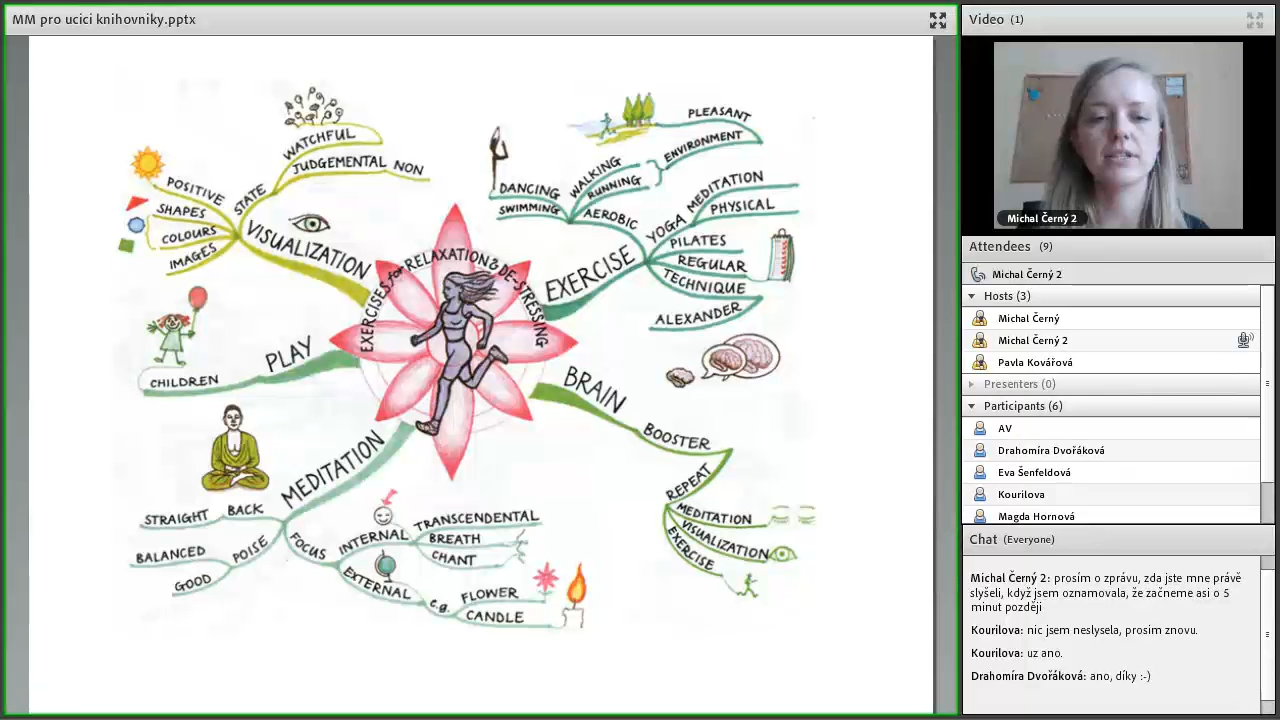 MM pro ucici knihovniky.pptx
WATCHFUL
JUDGEMENTAL NON
STATE
POSITIVE
SHAPES
COLOURS
IMAGES
VISUALIZATION
PLEASANT
ENVIRONMENT
WALKING
RUNNING
DANCING
SWIMMING
AEROBIC
YOGA
MEDITATION
PHYSICAL
PILATES
REGULAR
TECHNIQUE
ALEXANDER
EXERCISE
EXERCISES for RELAXATION & DE-STRESSING
PLAY
CHILDREN
BRAIN
BOOSTER
REPEAT
MEDITATION
VISUALIZATION
EXERCISE
MEDITATION
STRAIGHT BACK
BALANCED
POISE
GOOD
FOCUS
INTERNAL
TRANSCENDENTAL
BREATH
CHANT
EXTERNAL
e.g.
FLOWER
CANDLE
Video (1)
Michal Černý 2
Attendees (9)
Michal Černý 2
Hosts (3)
Michal Černý
Michal Černý 2
Pavla Kovářová
Presenters (0)
Participants (6)
AV
Drahomíra Dvořáková
Eva Šenfeldová
Kourilova
Magda Hornová
Chat (Everyone)
Michal Černý 2: prosím o zprávu, zda jste mne právě
slyšeli, když jsem oznamovala, že začneme asi o 5
minut později
Kourilova: nic jsem neslysela, prosim znovu.
Kourilova: uz ano.
Drahomíra Dvořáková: ano, díky :-)